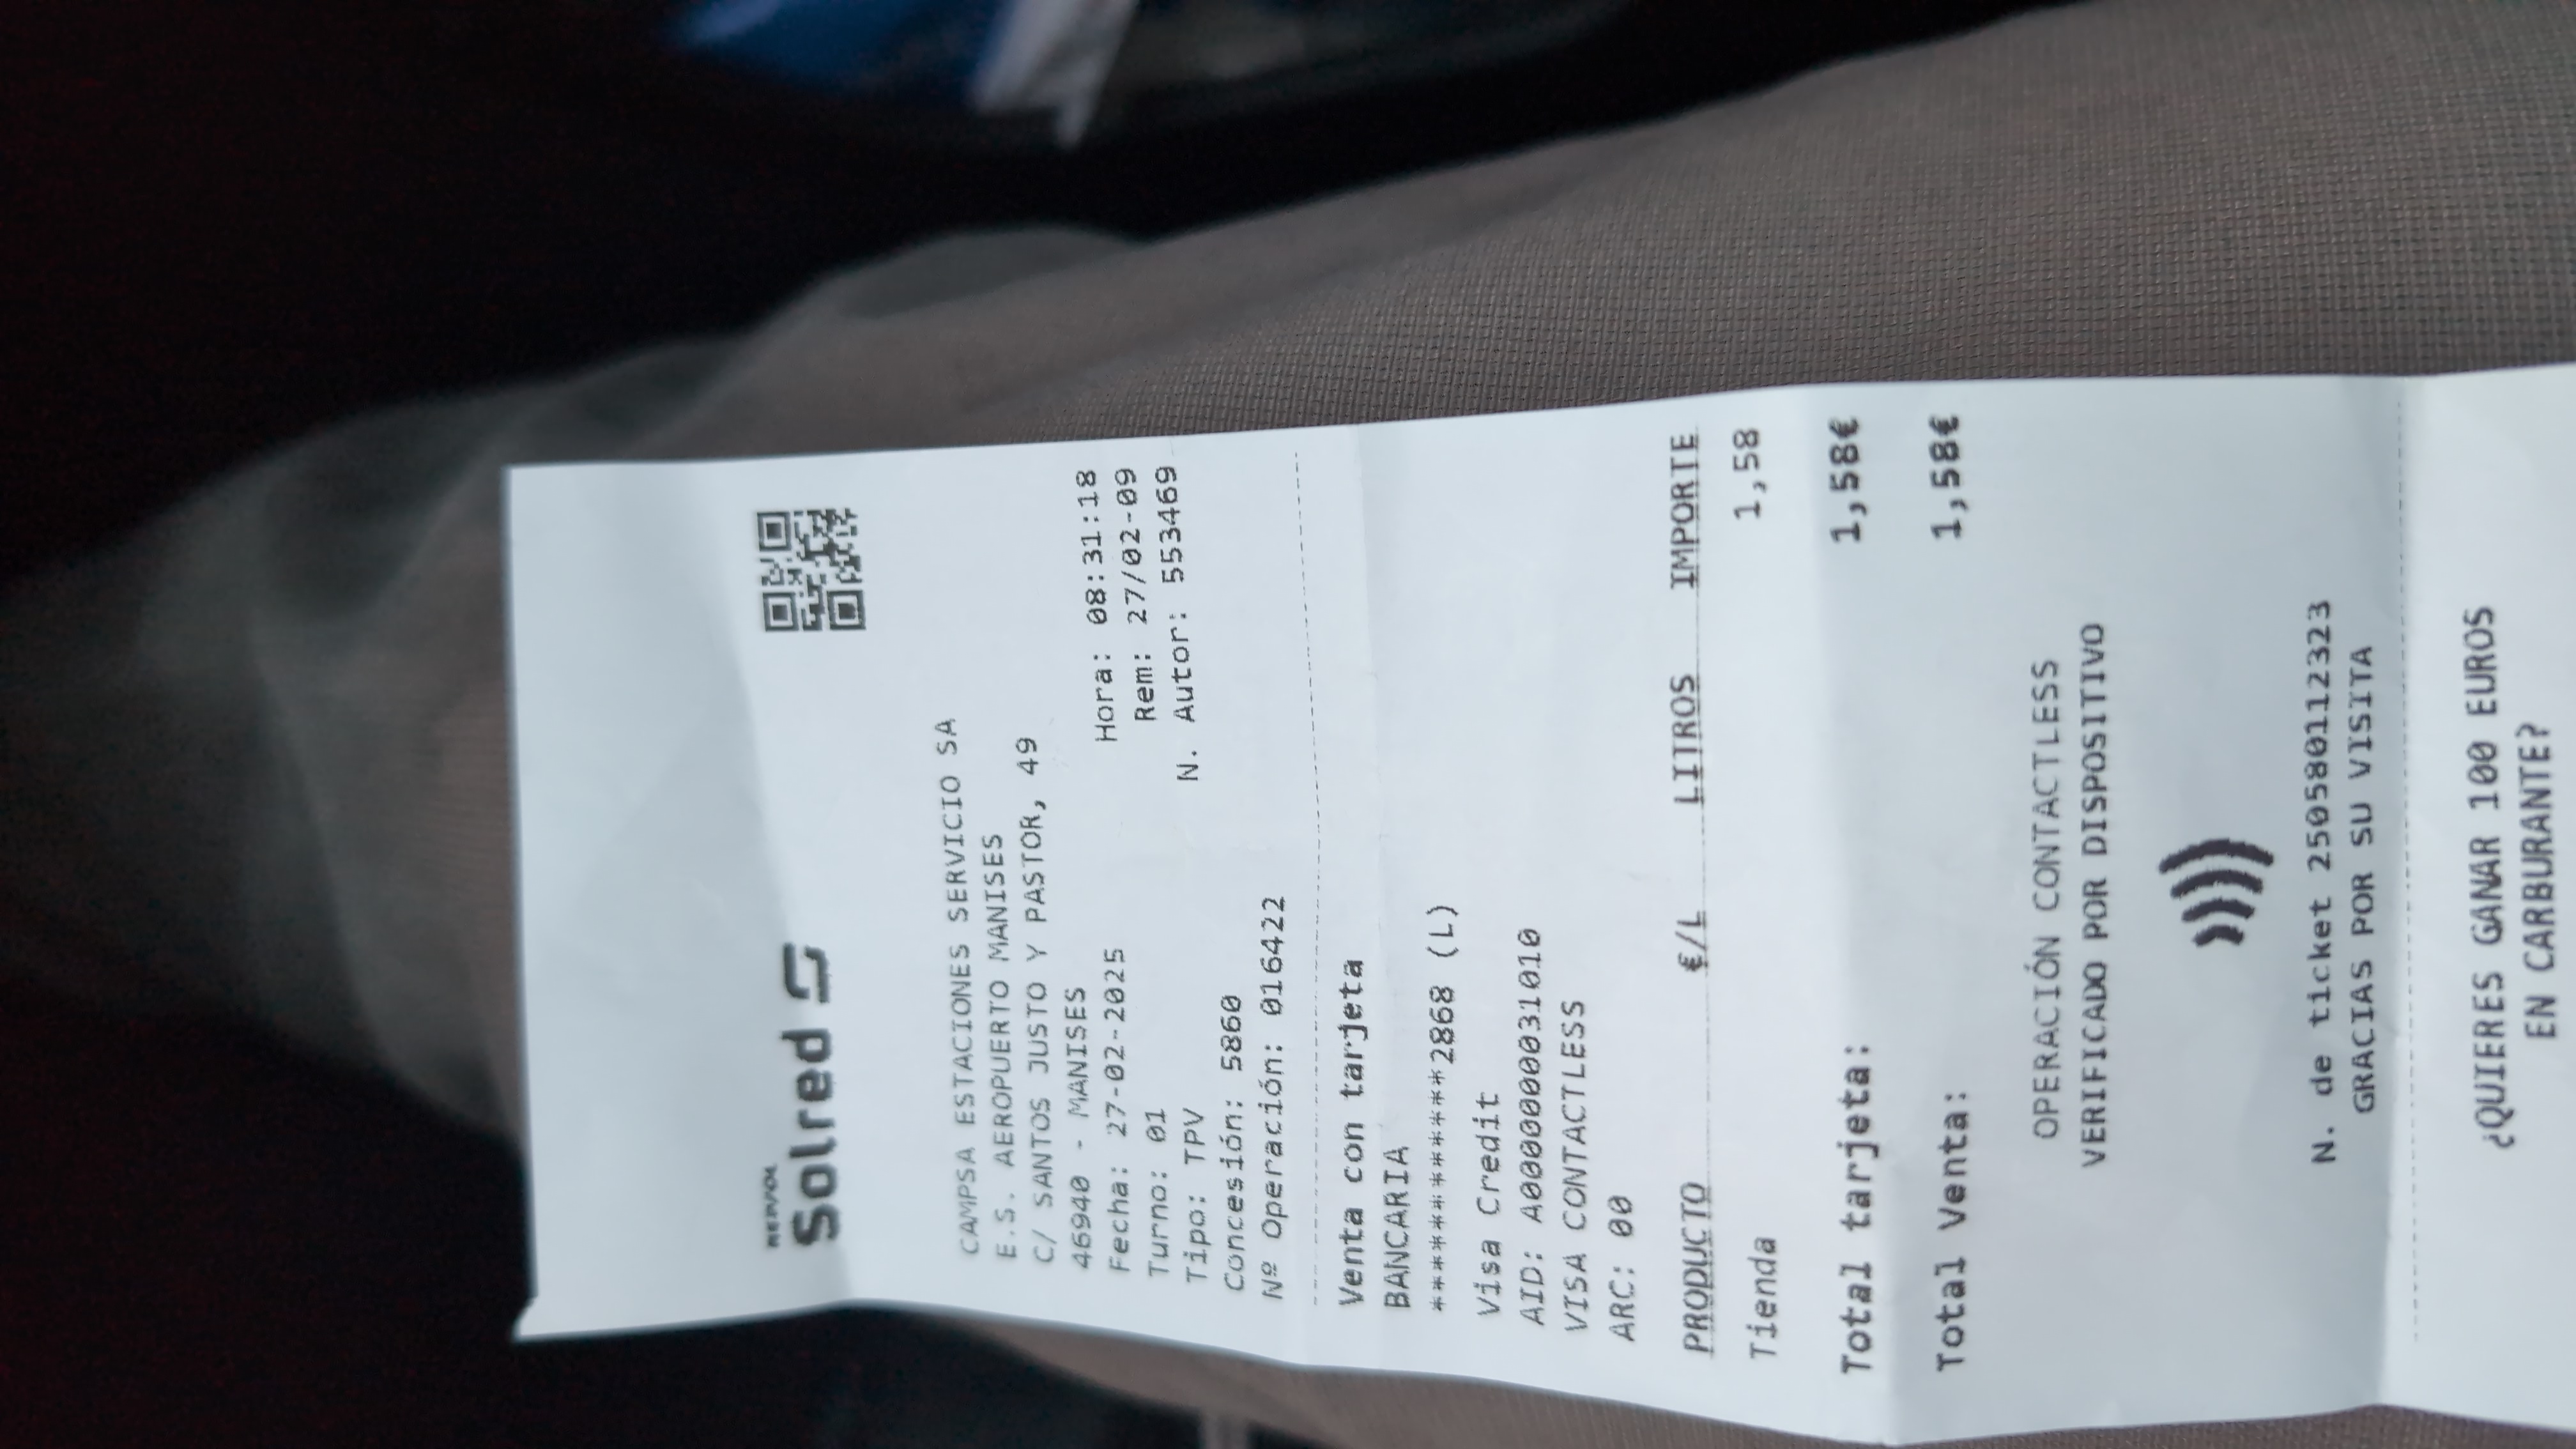 REPSOL
Solred
CAMPSA ESTACIONES SERVICIO SA
E.S. AEROPUERTO MANISES
C/ SANTOS JUSTO Y PASTOR, 49
46940 - MANISES
Fecha: 27-02-2025 Hora: 08:31:18
Turno: 01 Rem: 27/02-09
Tipo: TPV N. Autor: 553469
Concesión: 5860
Nº Operación: 016422
Venta con tarjeta
BANCARIA
************2868 (L)
Visa Credit
AID: A0000000031010
VISA CONTACTLESS
ARC: 00
PRODUCTO €/L LITROS IMPORTE
Tienda 1,58
Total tarjeta: 1,58€
Total Venta: 1,58€
OPERACIÓN CONTACTLESS
VERIFICADO POR DISPOSITIVO
N. de ticket 250580112323
GRACIAS POR SU VISITA
¿QUIERES GANAR 100 EUROS
EN CARBURANTE?